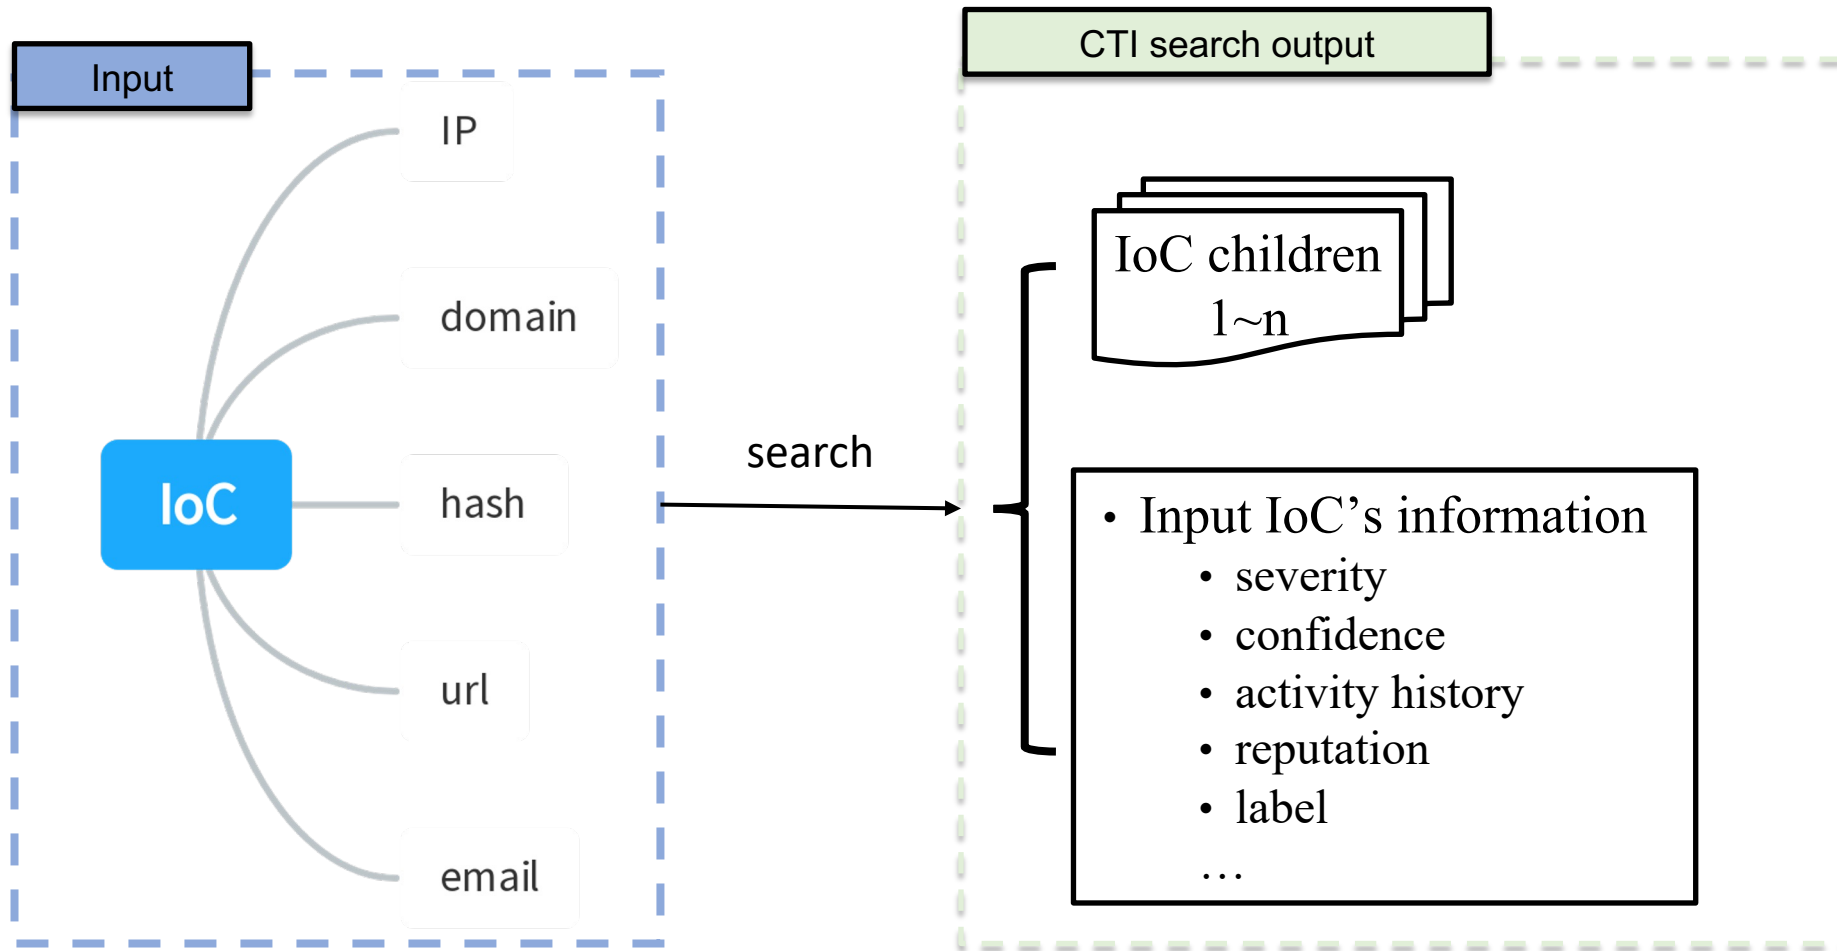 Input
IP
domain
IoC
hash
url
email
search
CTI search output
IoC children
1~n
• Input IoC’s information
• severity
• confidence
• activity history
• reputation
• label
…